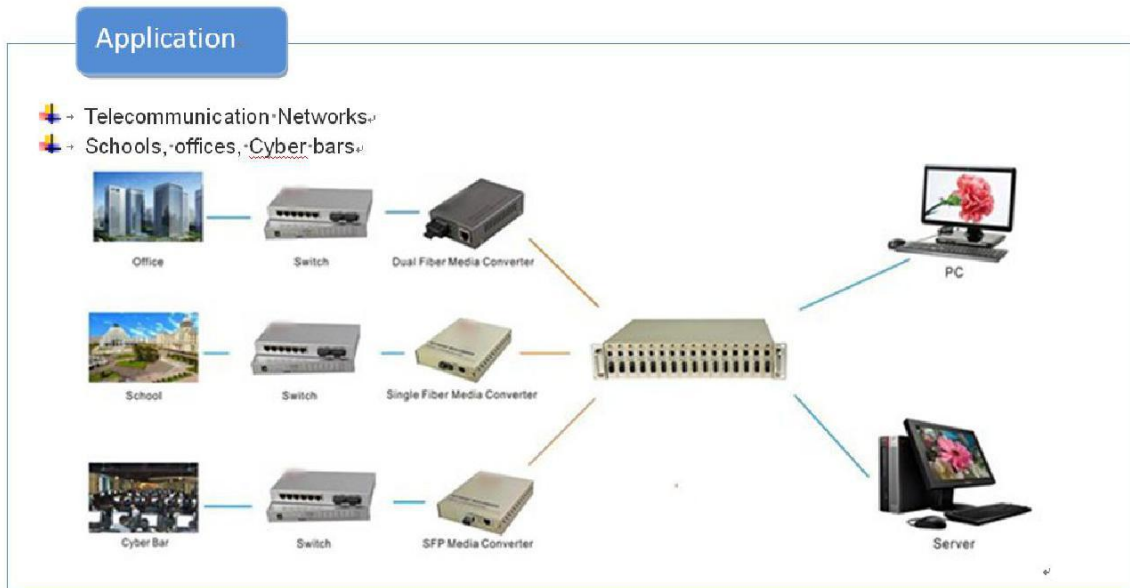 Application
Telecommunication Networks
Schools, offices, Cyber bars
Office
Switch
Dual Fiber Media Converter
PC
School
Switch
Single Fiber Media Converter
Cyber Bar
Switch
SFP Media Converter
Server